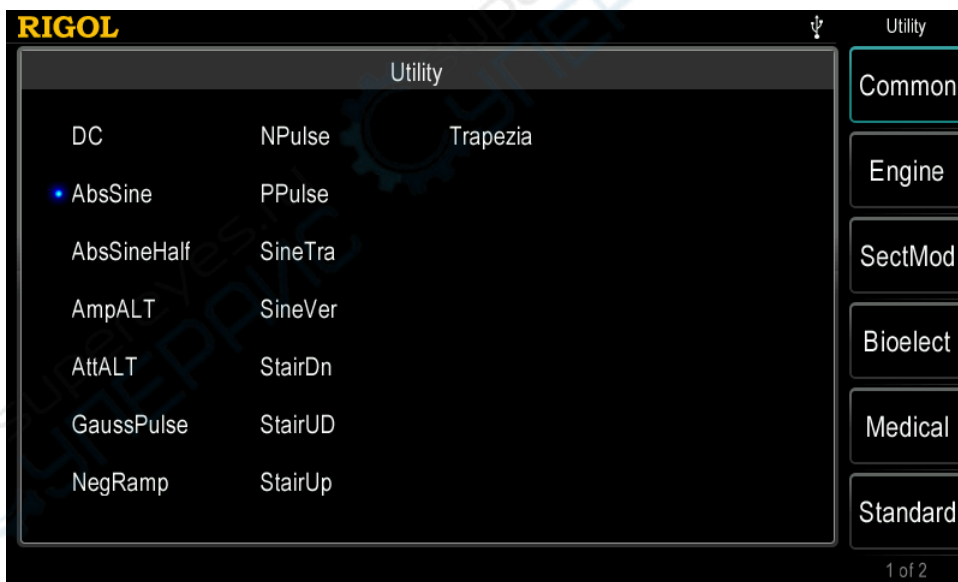 RIGOL
Utility
Utility
DC NPulse Trapezia
AbsSine PPulse
AbsSineHalf SineTra
AmpALT SineVer
AttALT StairDn
GaussPulse StairUD
NegRamp StairUp
Common
Engine
SectMod
Bioelect
Medical
Standard
1 of 2